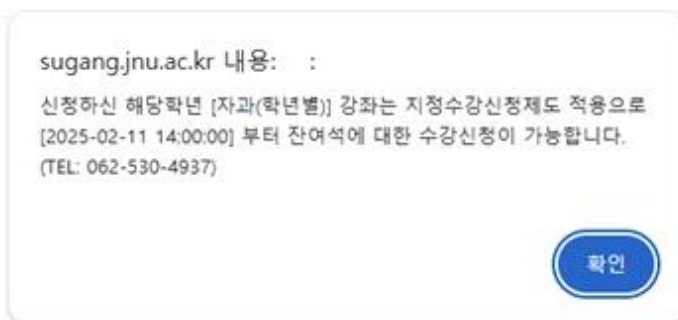 sugang.jnu.ac.kr 내용:   :
신청하신 해당학년 [자과(학년별)] 강좌는 지정수강신청제도 적용으로
[2025-02-11 14:00:00] 부터 잔여석에 대한 수강신청이 가능합니다.
(TEL: 062-530-4937)
확인